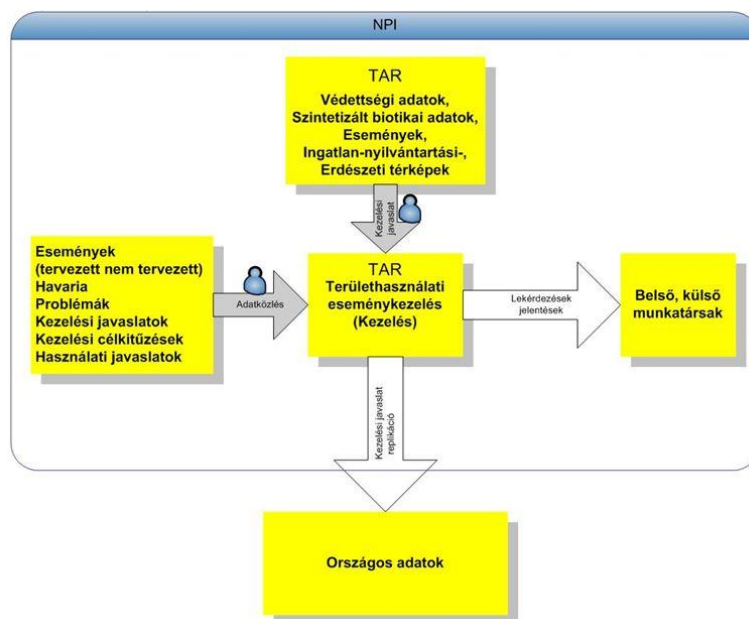 NPI
TAR
Védettségi adatok,
Szintetizált biotikai adatok,
Események,
Ingatlan-nyilvántartási-,
Erdészeti térképek
Kezelési
javaslat
Események
(tervezett nem tervezett)
Havaria
Problémák
Kezelési javaslatok
Kezelési célkitűzések
Használati javaslatok
Adatközlés
TAR
Területhasználati
eseménykezelés
(Kezelés)
Lekérdezések
jelentések
Belső, külső
munkatársak
Kezelési javaslat
replikáció
Országos adatok